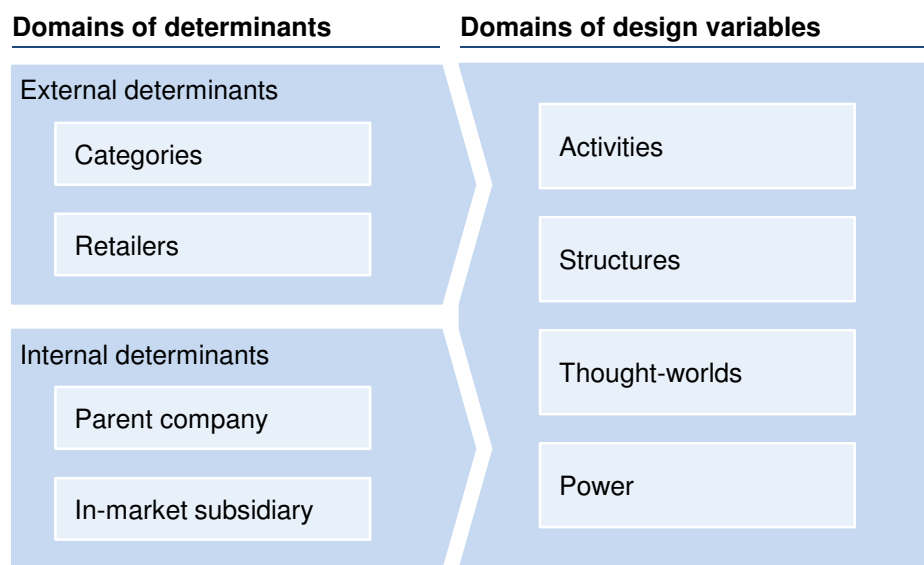 Domains of determinants
Domains of design variables
External determinants
Categories
Retailers
Internal determinants
Parent company
In-market subsidiary
Activities
Structures
Thought-worlds
Power